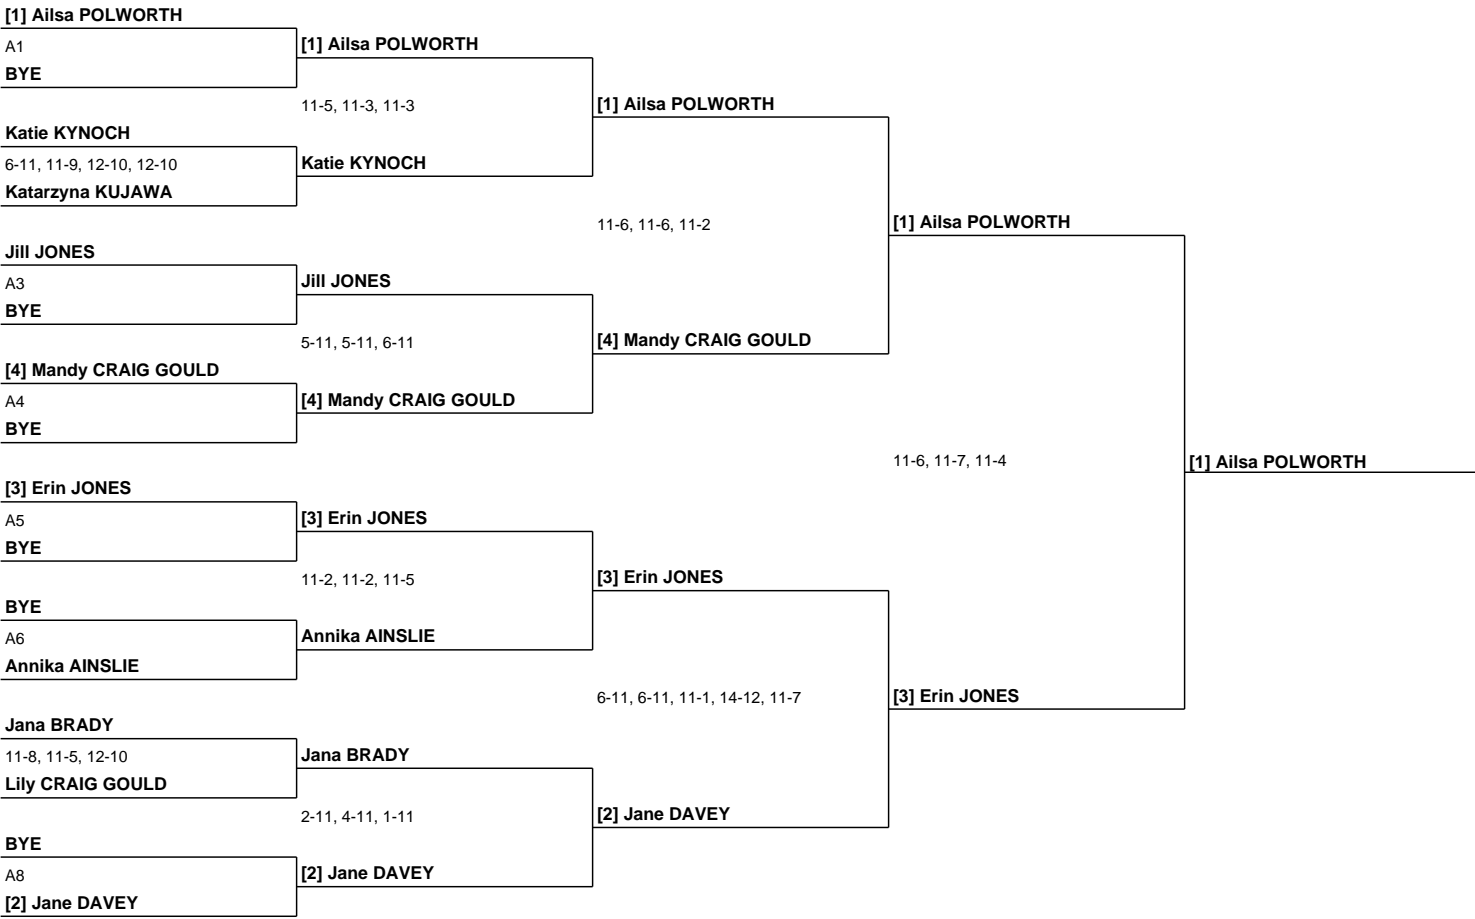 [1] Ailsa POLWORTH
A1
BYE
Katie KYNOCH
6-11, 11-9, 12-10, 12-10
Katarzyna KUJAWA
Jill JONES
A3
BYE
[4] Mandy CRAIG GOULD
A4
BYE
[3] Erin JONES
A5
BYE
BYE
A6
Annika AINSLIE
Jana BRADY
11-8, 11-5, 12-10
Lily CRAIG GOULD
BYE
A8
[2] Jane DAVEY
[1] Ailsa POLWORTH
11-5, 11-3, 11-3
Katie KYNOCH
Jill JONES
5-11, 5-11, 6-11
[4] Mandy CRAIG GOULD
[3] Erin JONES
11-2, 11-2, 11-5
Annika AINSLIE
Jana BRADY
2-11, 4-11, 1-11
[2] Jane DAVEY
[1] Ailsa POLWORTH
11-6, 11-6, 11-2
[4] Mandy CRAIG GOULD
[3] Erin JONES
6-11, 6-11, 11-1, 14-12, 11-7
[2] Jane DAVEY
[1] Ailsa POLWORTH
11-6, 11-7, 11-4
[3] Erin JONES
[1] Ailsa POLWORTH